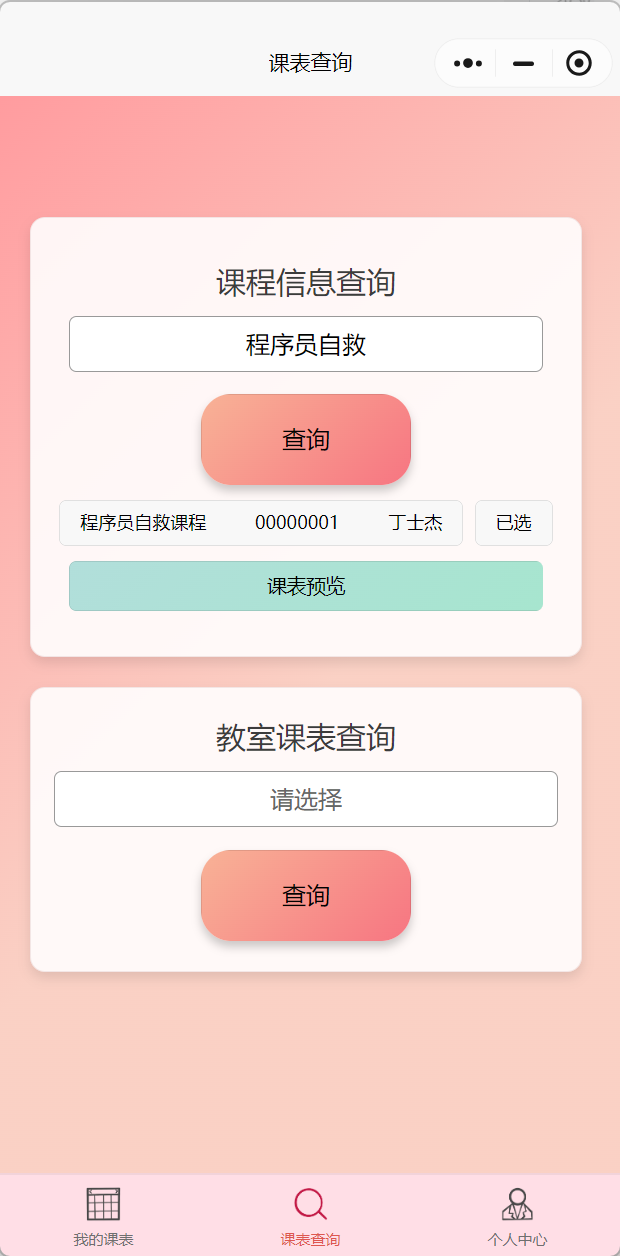 课表查询
课程信息查询
程序员自救
查询
程序员自救课程 00000001 丁士杰 已选
课表预览
教室课表查询
请选择
查询
我的课表 课表查询 个人中心